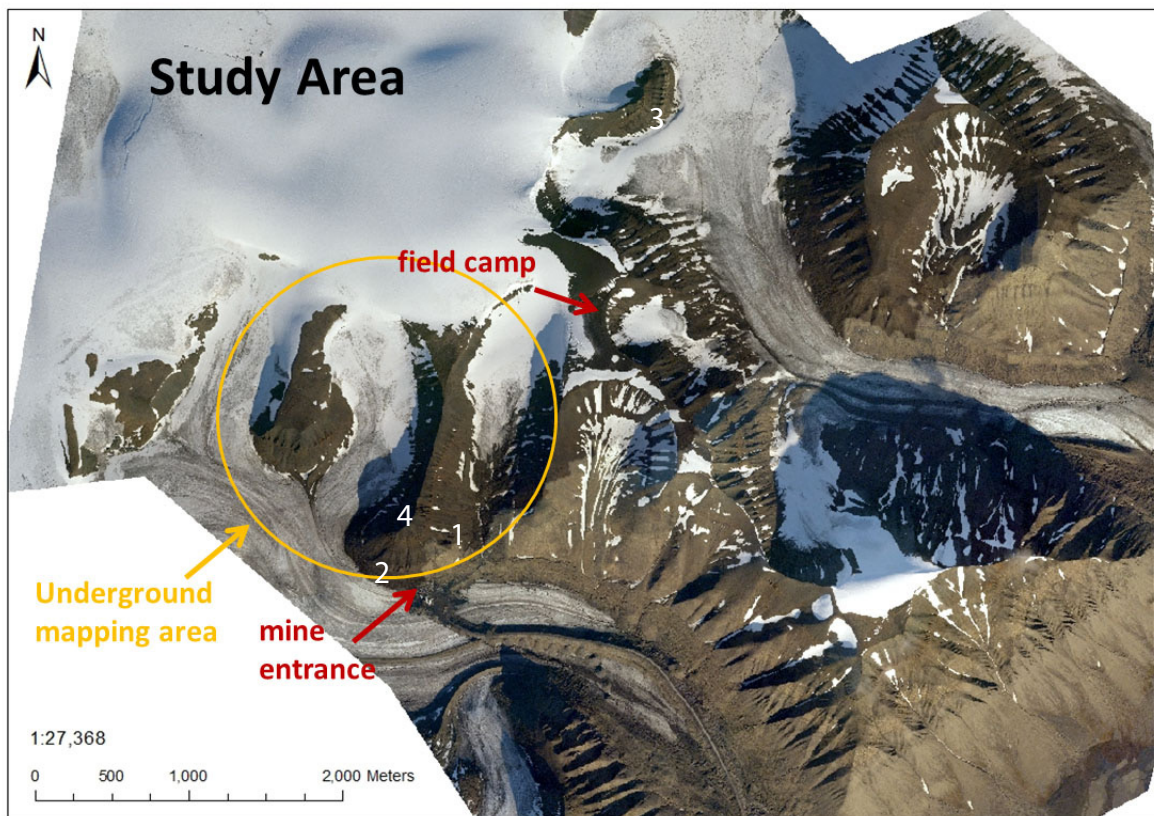 N
Study Area
3
field camp
4
1
2
Underground
mapping area
mine
entrance
1:27,368
0 500 1,000 2,000 Meters